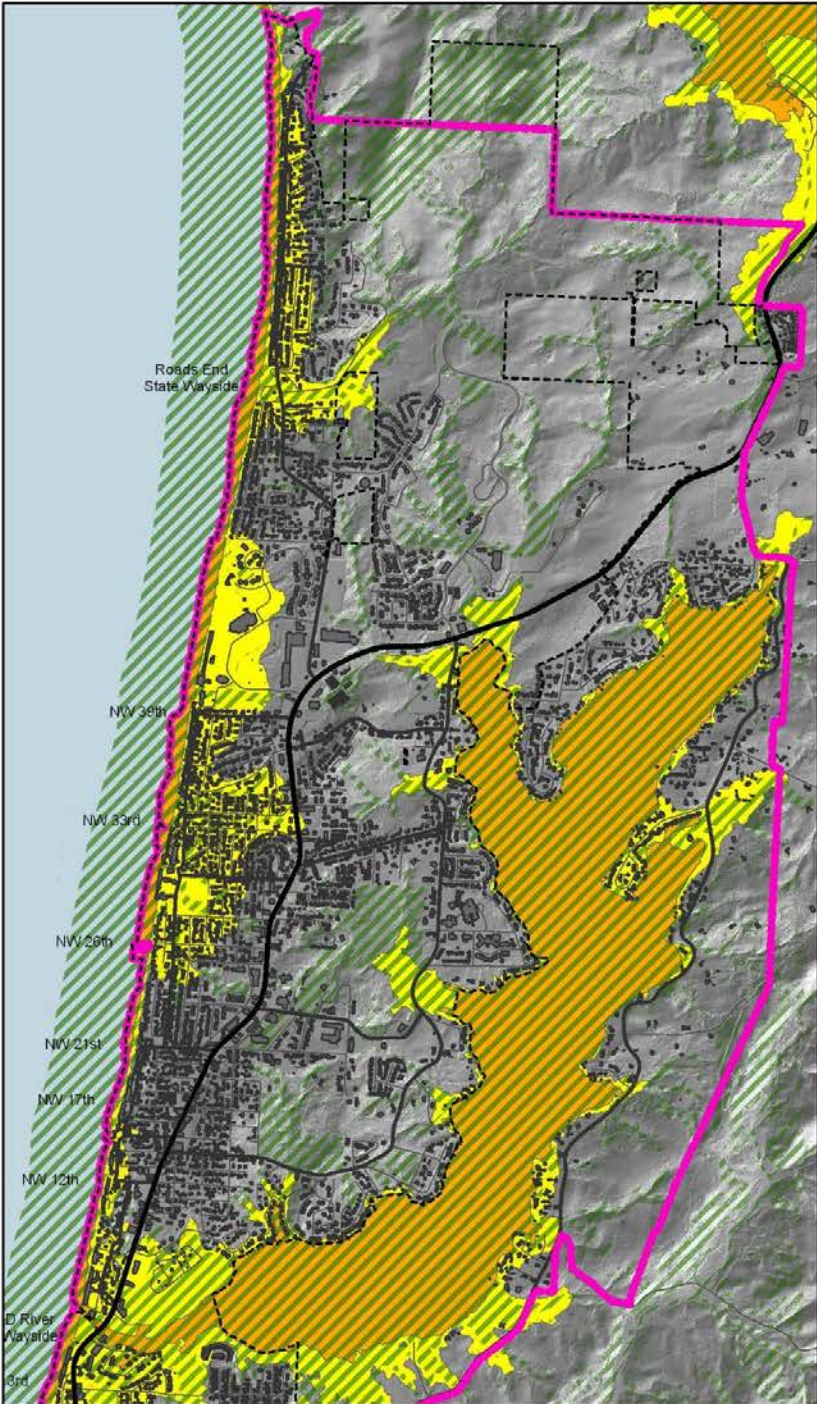 Roads End
State Wayside
NW 39th
NW 33rd
NW 26th
NW 21st
NW 17th
NW 12th
D River
Wayside
3rd